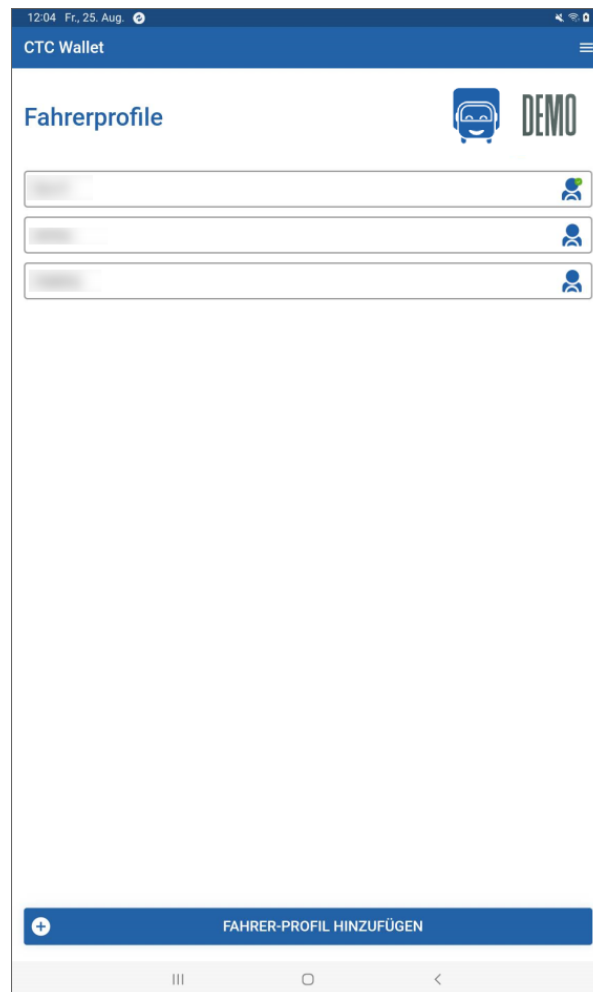 12:04 Fr., 25. Aug.
CTC Wallet
Fahrerprofile
DEMO
FAHRER-PROFIL HINZUFÜGEN